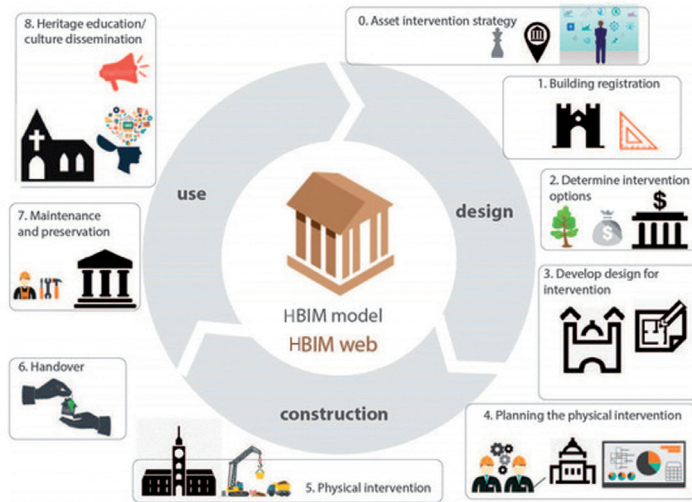 8. Heritage education/
culture dissemination
0. Asset intervention strategy
1. Building registration
2. Determine intervention
options
3. Develop design for
intervention
4. Planning the physical intervention
5. Physical intervention
6. Handover
7. Maintenance
and preservation
use
design
construction
HBIM model
HBIM web
$
$